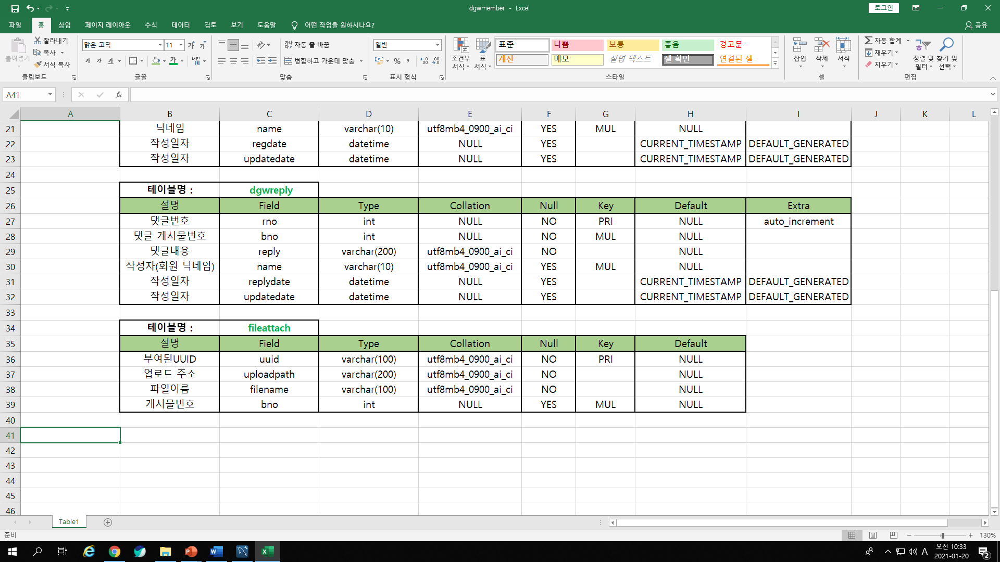 dgwmember - Excel
로그인
파일 홈 삽입 페이지 레이아웃 수식 데이터 검토 보기 도움말 어떤 작업을 원하시나요? 공유
붙여넣기
잘라내기
복사
서식 복사
클립보드
맑은 고딕 11
가 가 가
글꼴
자동 줄 바꿈
병합하고 가운데 맞춤
맞춤
일반
표시 형식
조건부 서식
표 서식
표준 나쁨 보통 좋음 경고문
계산 메모 설명 텍스트 셀 확인 연결된 셀
스타일
삽입 삭제 서식
셀
자동 합계
채우기
지우기
정렬 및 필터
찾기 및 선택
편집
A41 fx
A B C D E F G H I J K L
21 닉네임 name varchar(10) utf8mb4_0900_ai_ci YES MUL NULL
22 작성일자 regdate datetime NULL YES CURRENT_TIMESTAMP DEFAULT_GENERATED
23 작성일자 updatedate datetime NULL YES CURRENT_TIMESTAMP DEFAULT_GENERATED
24
25 테이블명 : dgwreply
26 설명 Field Type Collation Null Key Default Extra
27 댓글번호 rno int NULL NO PRI NULL auto_increment
28 댓글 게시물번호 bno int NULL NO MUL NULL
29 댓글내용 reply varchar(200) utf8mb4_0900_ai_ci NO NULL
30 작성자(회원 닉네임) name varchar(10) utf8mb4_0900_ai_ci YES MUL NULL
31 작성일자 replydate datetime NULL YES CURRENT_TIMESTAMP DEFAULT_GENERATED
32 작성일자 updatedate datetime NULL YES CURRENT_TIMESTAMP DEFAULT_GENERATED
33
34 테이블명 : fileattach
35 설명 Field Type Collation Null Key Default
36 부여된UUID uuid varchar(100) utf8mb4_0900_ai_ci NO PRI NULL
37 업로드 주소 uploadpath varchar(200) utf8mb4_0900_ai_ci NO NULL
38 파일이름 filename varchar(100) utf8mb4_0900_ai_ci NO NULL
39 게시물번호 bno int NULL YES MUL NULL
40
41
42
43
44
45
46
Table1
준비 130%
A 오전 10:33
2021-01-20
2